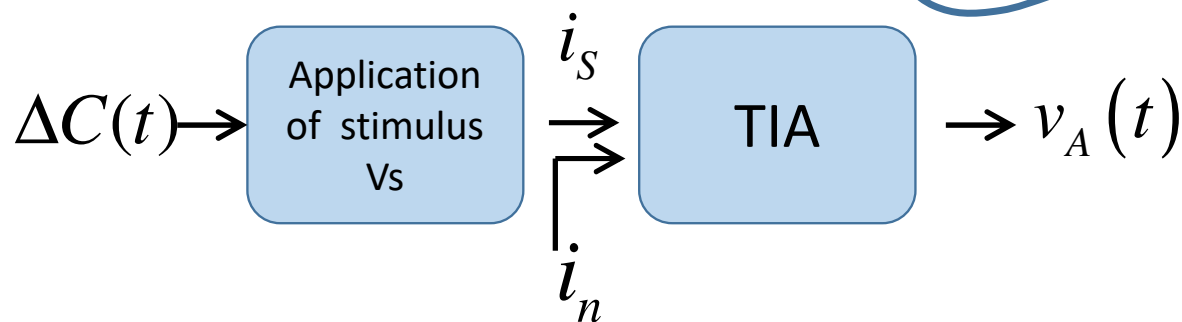 ΔC(t)
Application
of stimulus
Vs
i_S
i_n
TIA
v_A(t)